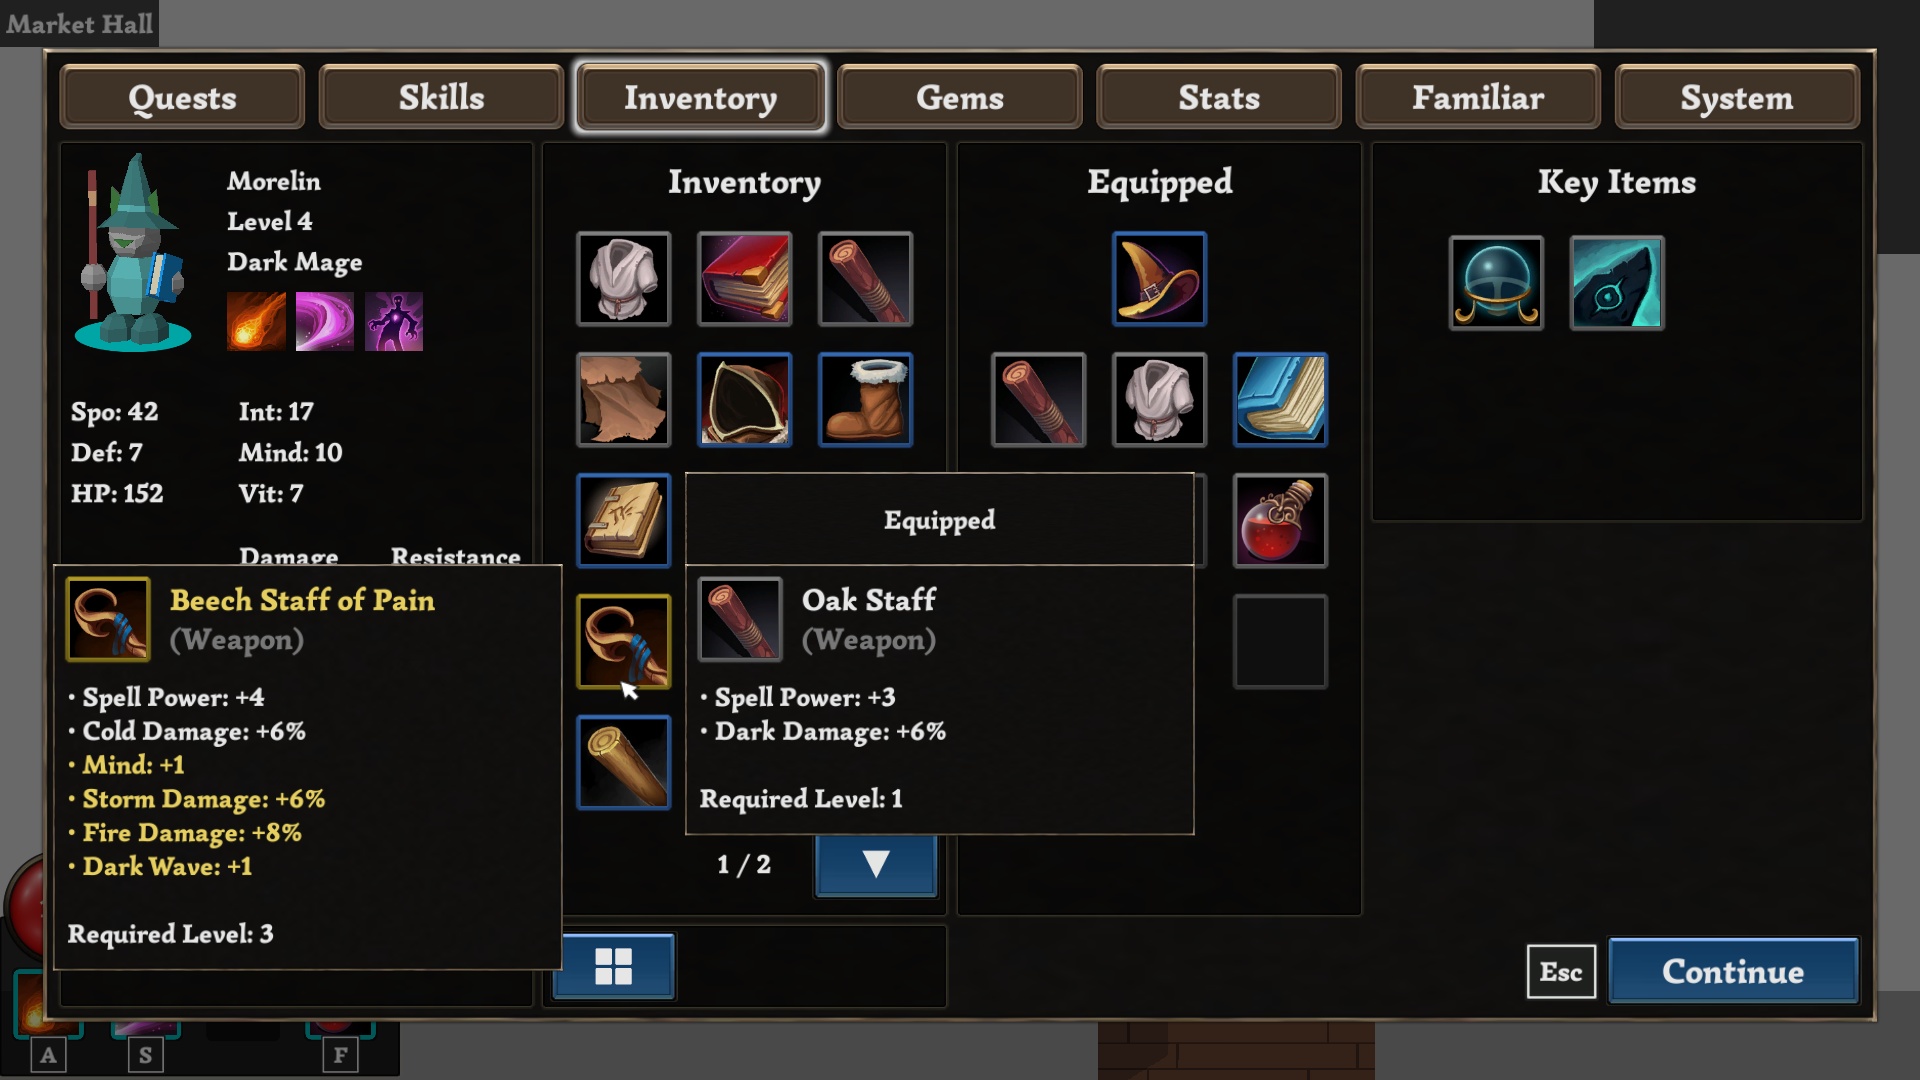 Market Hall
Quests
Skills
Inventory
Gems
Stats
Familiar
System
Morelin
Level 4
Dark Mage
Spo: 42
Int: 17
Def: 7
Mind: 10
HP: 152
Vit: 7
Damage
Resistance
Inventory
Equipped
Key Items
Beech Staff of Pain
(Weapon)
• Spell Power: +4
• Cold Damage: +6%
• Mind: +1
• Storm Damage: +6%
• Fire Damage: +8%
• Dark Wave: +1
Required Level: 3
Equipped
Oak Staff
(Weapon)
• Spell Power: +3
• Dark Damage: +6%
Required Level: 1
1 / 2
Esc
Continue
A
S
F